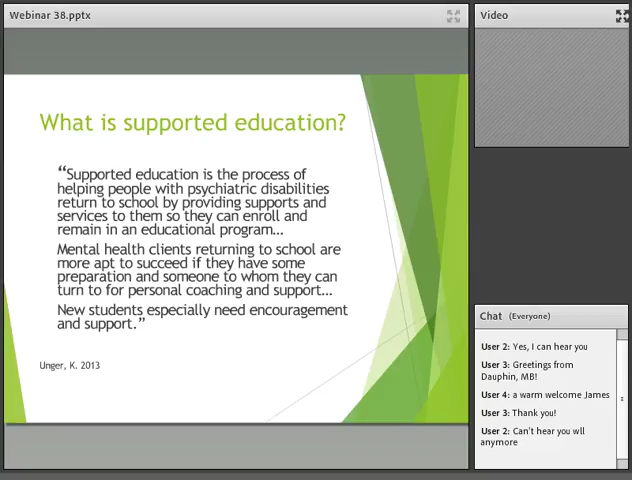 Webinar 38.pptx
What is supported education?
“Supported education is the process of
helping people with psychiatric disabilities
return to school by providing supports and
services to them so they can enroll and
remain in an educational program...
Mental health clients returning to school are
more apt to succeed if they have some
preparation and someone to whom they can
turn to for personal coaching and support...
New students especially need encouragement
and support.”
Unger, K. 2013
Video
Chat (Everyone)
User 2: Yes, I can hear you
User 3: Greetings from
Dauphin, MB!
User 4: a warm welcome James
User 3: Thank you!
User 2: Can't hear you wll
anymore